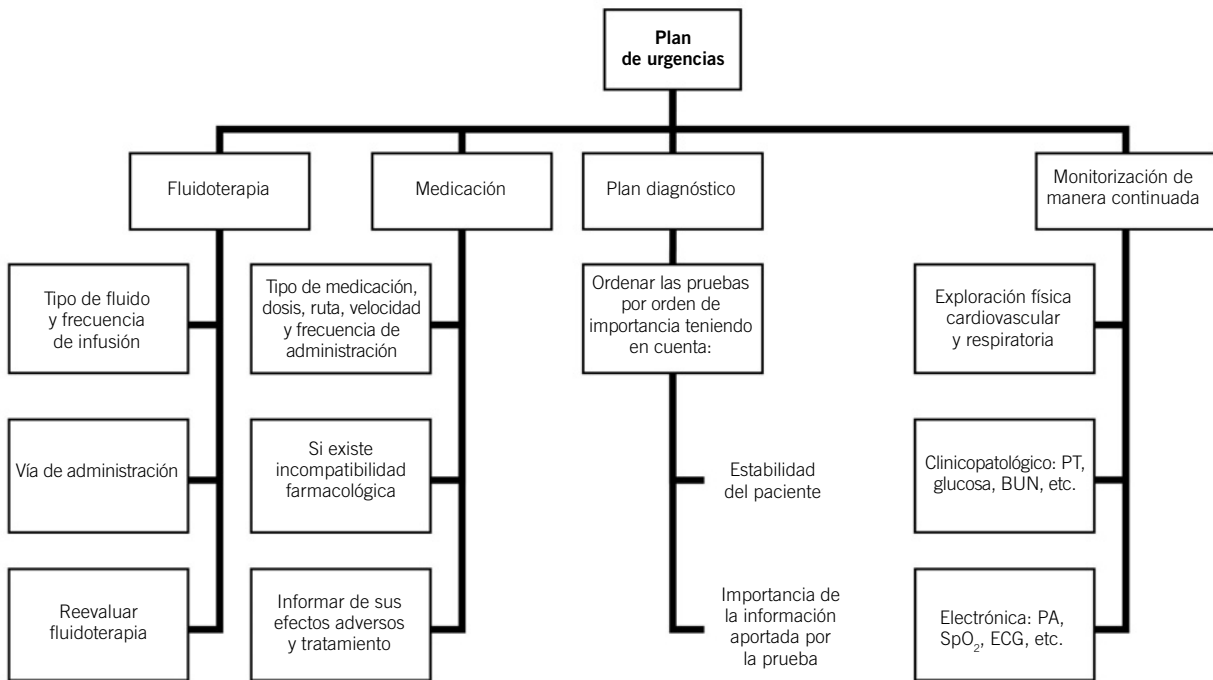 Plan
de urgencias
Fluidoterapia
Medicación
Plan diagnóstico
Monitorización de
manera continuada
Tipo de fluido
y frecuencia
de infusión
Tipo de medicación,
dosis, ruta, velocidad
y frecuencia de
administración
Ordenar las pruebas
por orden de
importancia teniendo
en cuenta:
Exploración física
cardiovascular
y respiratoria
Vía de administración
Si existe
incompatibilidad
farmacológica
Estabilidad
del paciente
Clinicopatológico: PT,
glucosa, BUN, etc.
Reevaluar
fluidoterapia
Informar de sus
efectos adversos
y tratamiento
Importancia de
la información
aportada por
la prueba
Electrónica: PA,
SpO₂, ECG, etc.